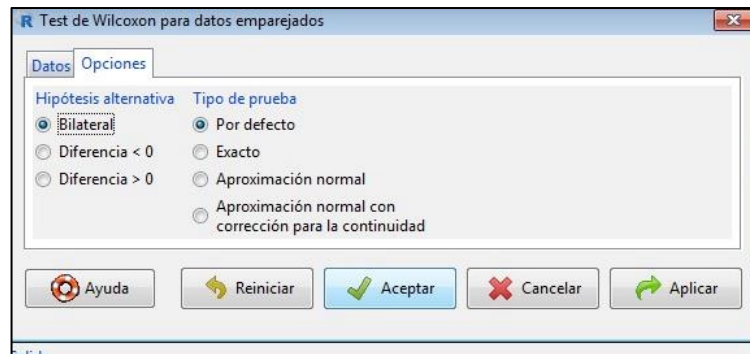 R Test de Wilcoxon para datos emparejados
Datos Opciones
Hipótesis alternativa Tipo de prueba
Bilateral Por defecto
Diferencia < 0 Exacto
Diferencia > 0 Aproximación normal
Aproximación normal con
corrección para la continuidad
Ayuda Reiniciar Aceptar Cancelar Aplicar